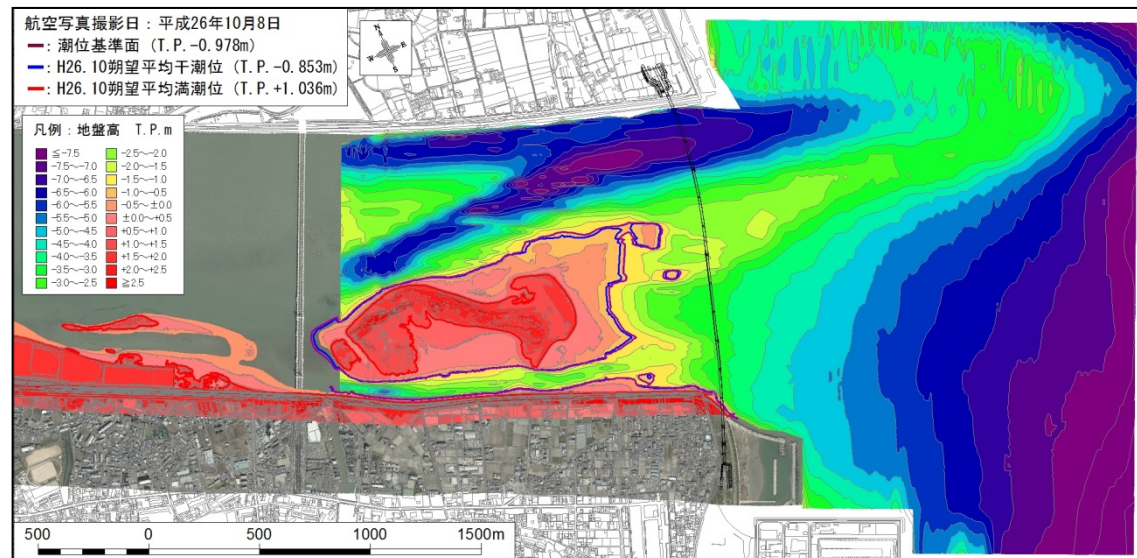 航空写真撮影日：平成26年10月8日
━：潮位基準面 (T.P.-0.978m)
━：H26.10朔望平均干潮位 (T.P.-0.853m)
━：H26.10朔望平均満潮位 (T.P.+1.036m)
N
W E
S
凡例：地盤高 T.P.m
≦-7.5 -2.5～-2.0
-7.5～-7.0 -2.0～-1.5
-7.0～-6.5 -1.5～-1.0
-6.5～-6.0 -1.0～-0.5
-6.0～-5.5 -0.5～±0.0
-5.5～-5.0 ±0.0～+0.5
-5.0～-4.5 +0.5～+1.0
-4.5～-4.0 +1.0～+1.5
-4.0～-3.5 +1.5～+2.0
-3.5～-3.0 +2.0～+2.5
-3.0～-2.5 ≧2.5
500 0 500 1000 1500m